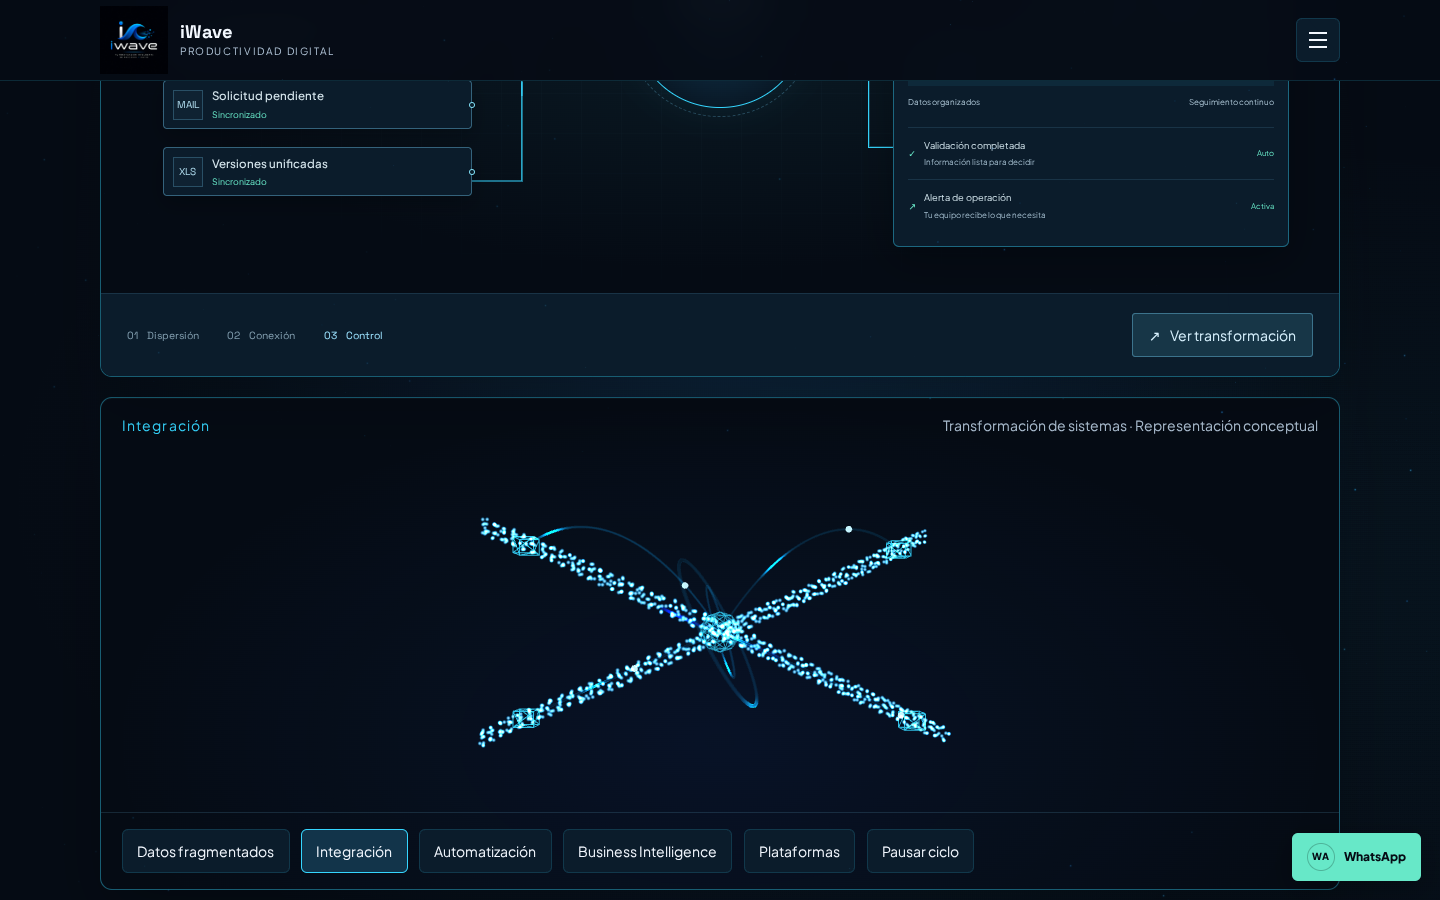 iwave
iWave
PRODUCTIVIDAD DIGITAL
MAIL
Solicitud pendiente
Sincronizado
XLS
Versiones unificadas
Sincronizado
Datos organizados
Seguimiento continuo
✓ Validación completada
Información lista para decidir
Auto
↗ Alerta de operación
Tu equipo recibe lo que necesita
Activa
01 Dispersión 02 Conexión 03 Control
↗ Ver transformación
Integración
Transformación de sistemas · Representación conceptual
Datos fragmentados Integración Automatización Business Intelligence Plataformas Pausar ciclo
WA WhatsApp